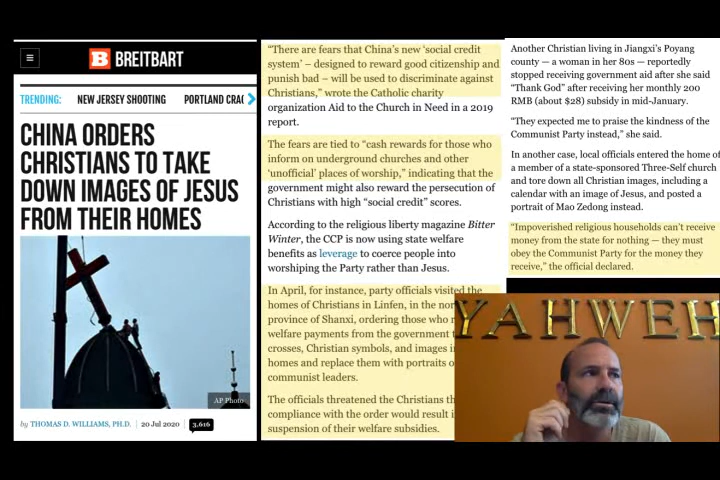 BREITBART
TRENDING: NEW JERSEY SHOOTING PORTLAND CRA
CHINA ORDERS
CHRISTIANS TO TAKE
DOWN IMAGES OF JESUS
FROM THEIR HOMES
AP Photo
by THOMAS D. WILLIAMS, PH.D. 20 Jul 2020 3,616
“There are fears that China’s new ‘social credit
system’ – designed to reward good citizenship and
punish bad – will be used to discriminate against
Christians,” wrote the Catholic charity
organization Aid to the Church in Need in a 2019
report.
The fears are tied to “cash rewards for those who
inform on underground churches and other
‘unofficial’ places of worship,” indicating that the
government might also reward the persecution of
Christians with high “social credit” scores.
According to the religious liberty magazine Bitter
Winter, the CCP is now using state welfare
benefits as leverage to coerce people into
worshiping the Party rather than Jesus.
In April, for instance, party officials visited the
homes of Christians in Linfen, in the nor
province of Shanxi, ordering those who r
welfare payments from the government t
crosses, Christian symbols, and images i
homes and replace them with portraits o
communist leaders.
The officials threatened the Christians th
compliance with the order would result i
suspension of their welfare subsidies.
Another Christian living in Jiangxi’s Poyang
county — a woman in her 80s — reportedly
stopped receiving government aid after she said
“Thank God” after receiving her monthly 200
RMB (about $28) subsidy in mid-January.
“They expected me to praise the kindness of the
Communist Party instead,” she said.
In another case, local officials entered the home of
a member of a state-sponsored Three-Self church
and tore down all Christian images, including a
calendar with an image of Jesus, and posted a
portrait of Mao Zedong instead.
“Impoverished religious households can’t receive
money from the state for nothing — they must
obey the Communist Party for the money they
receive,” the official declared.
YAHWEH